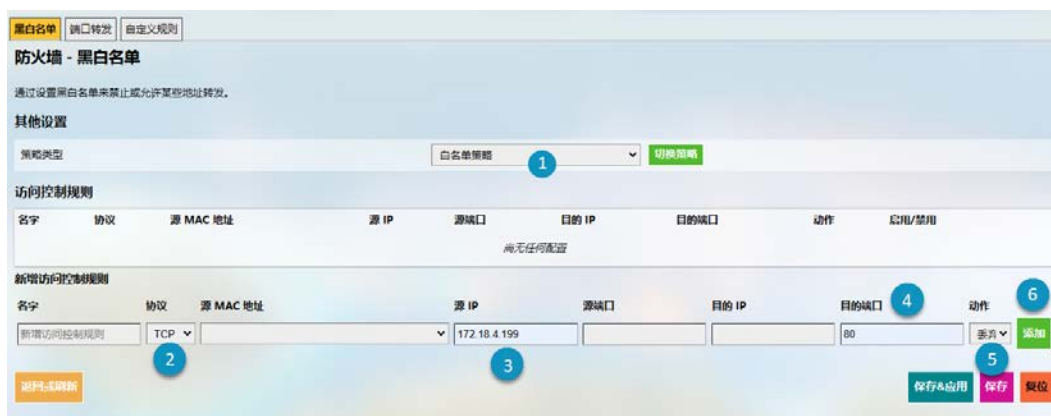 黑白名单 端口转发 自定义规则
防火墙 - 黑白名单
通过设置黑白名单来禁止或允许某些地址转发。
其他设置
策略类型 白名单策略 1 切换策略
访问控制规则
名字 协议 源 MAC 地址 源 IP 源端口 目的 IP 目的端口 动作 启用/禁用
尚无任何配置
新增访问控制规则
名字 协议 源 MAC 地址 源 IP 源端口 目的 IP 目的端口 4 动作 6
新增访问控制规则 TCP 172.18.4.199 80 丢弃 添加
2 3 5
返回或刷新 保存&应用 保存 复位